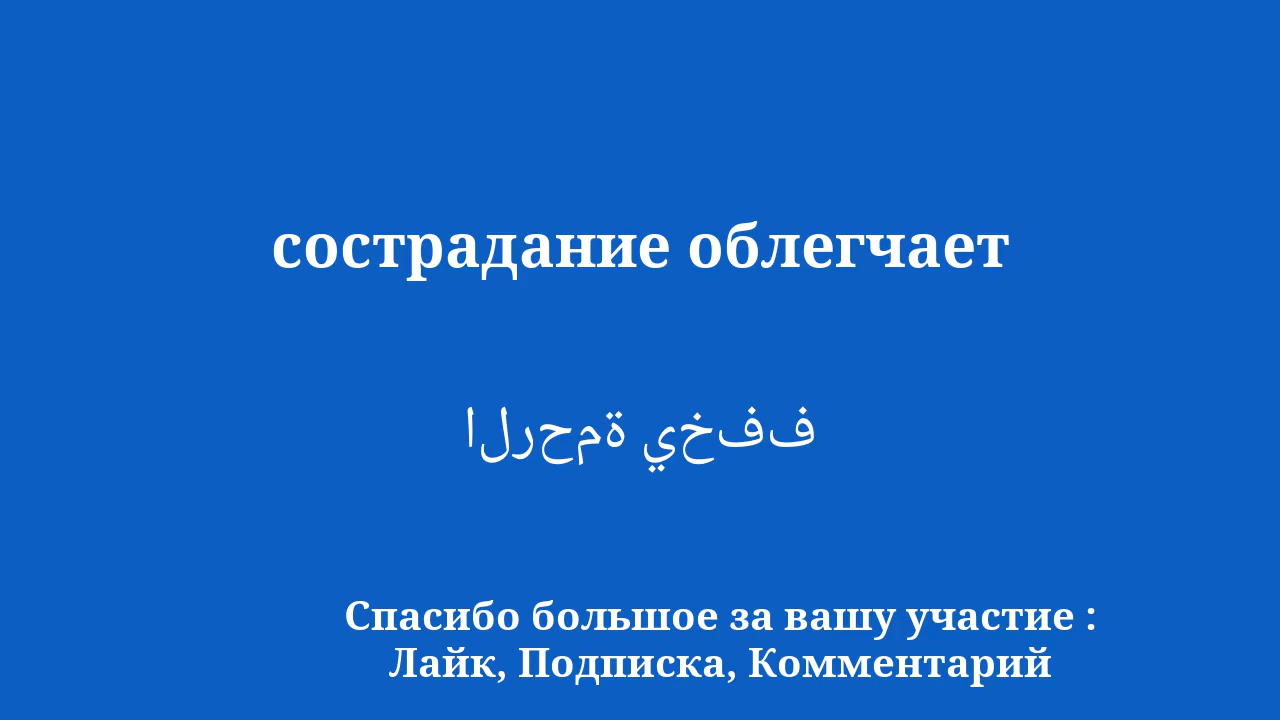 сострадание облегчает
الرحمة يخفف
Спасибо большое за вашу участие :
Лайк, Подписка, Комментарий